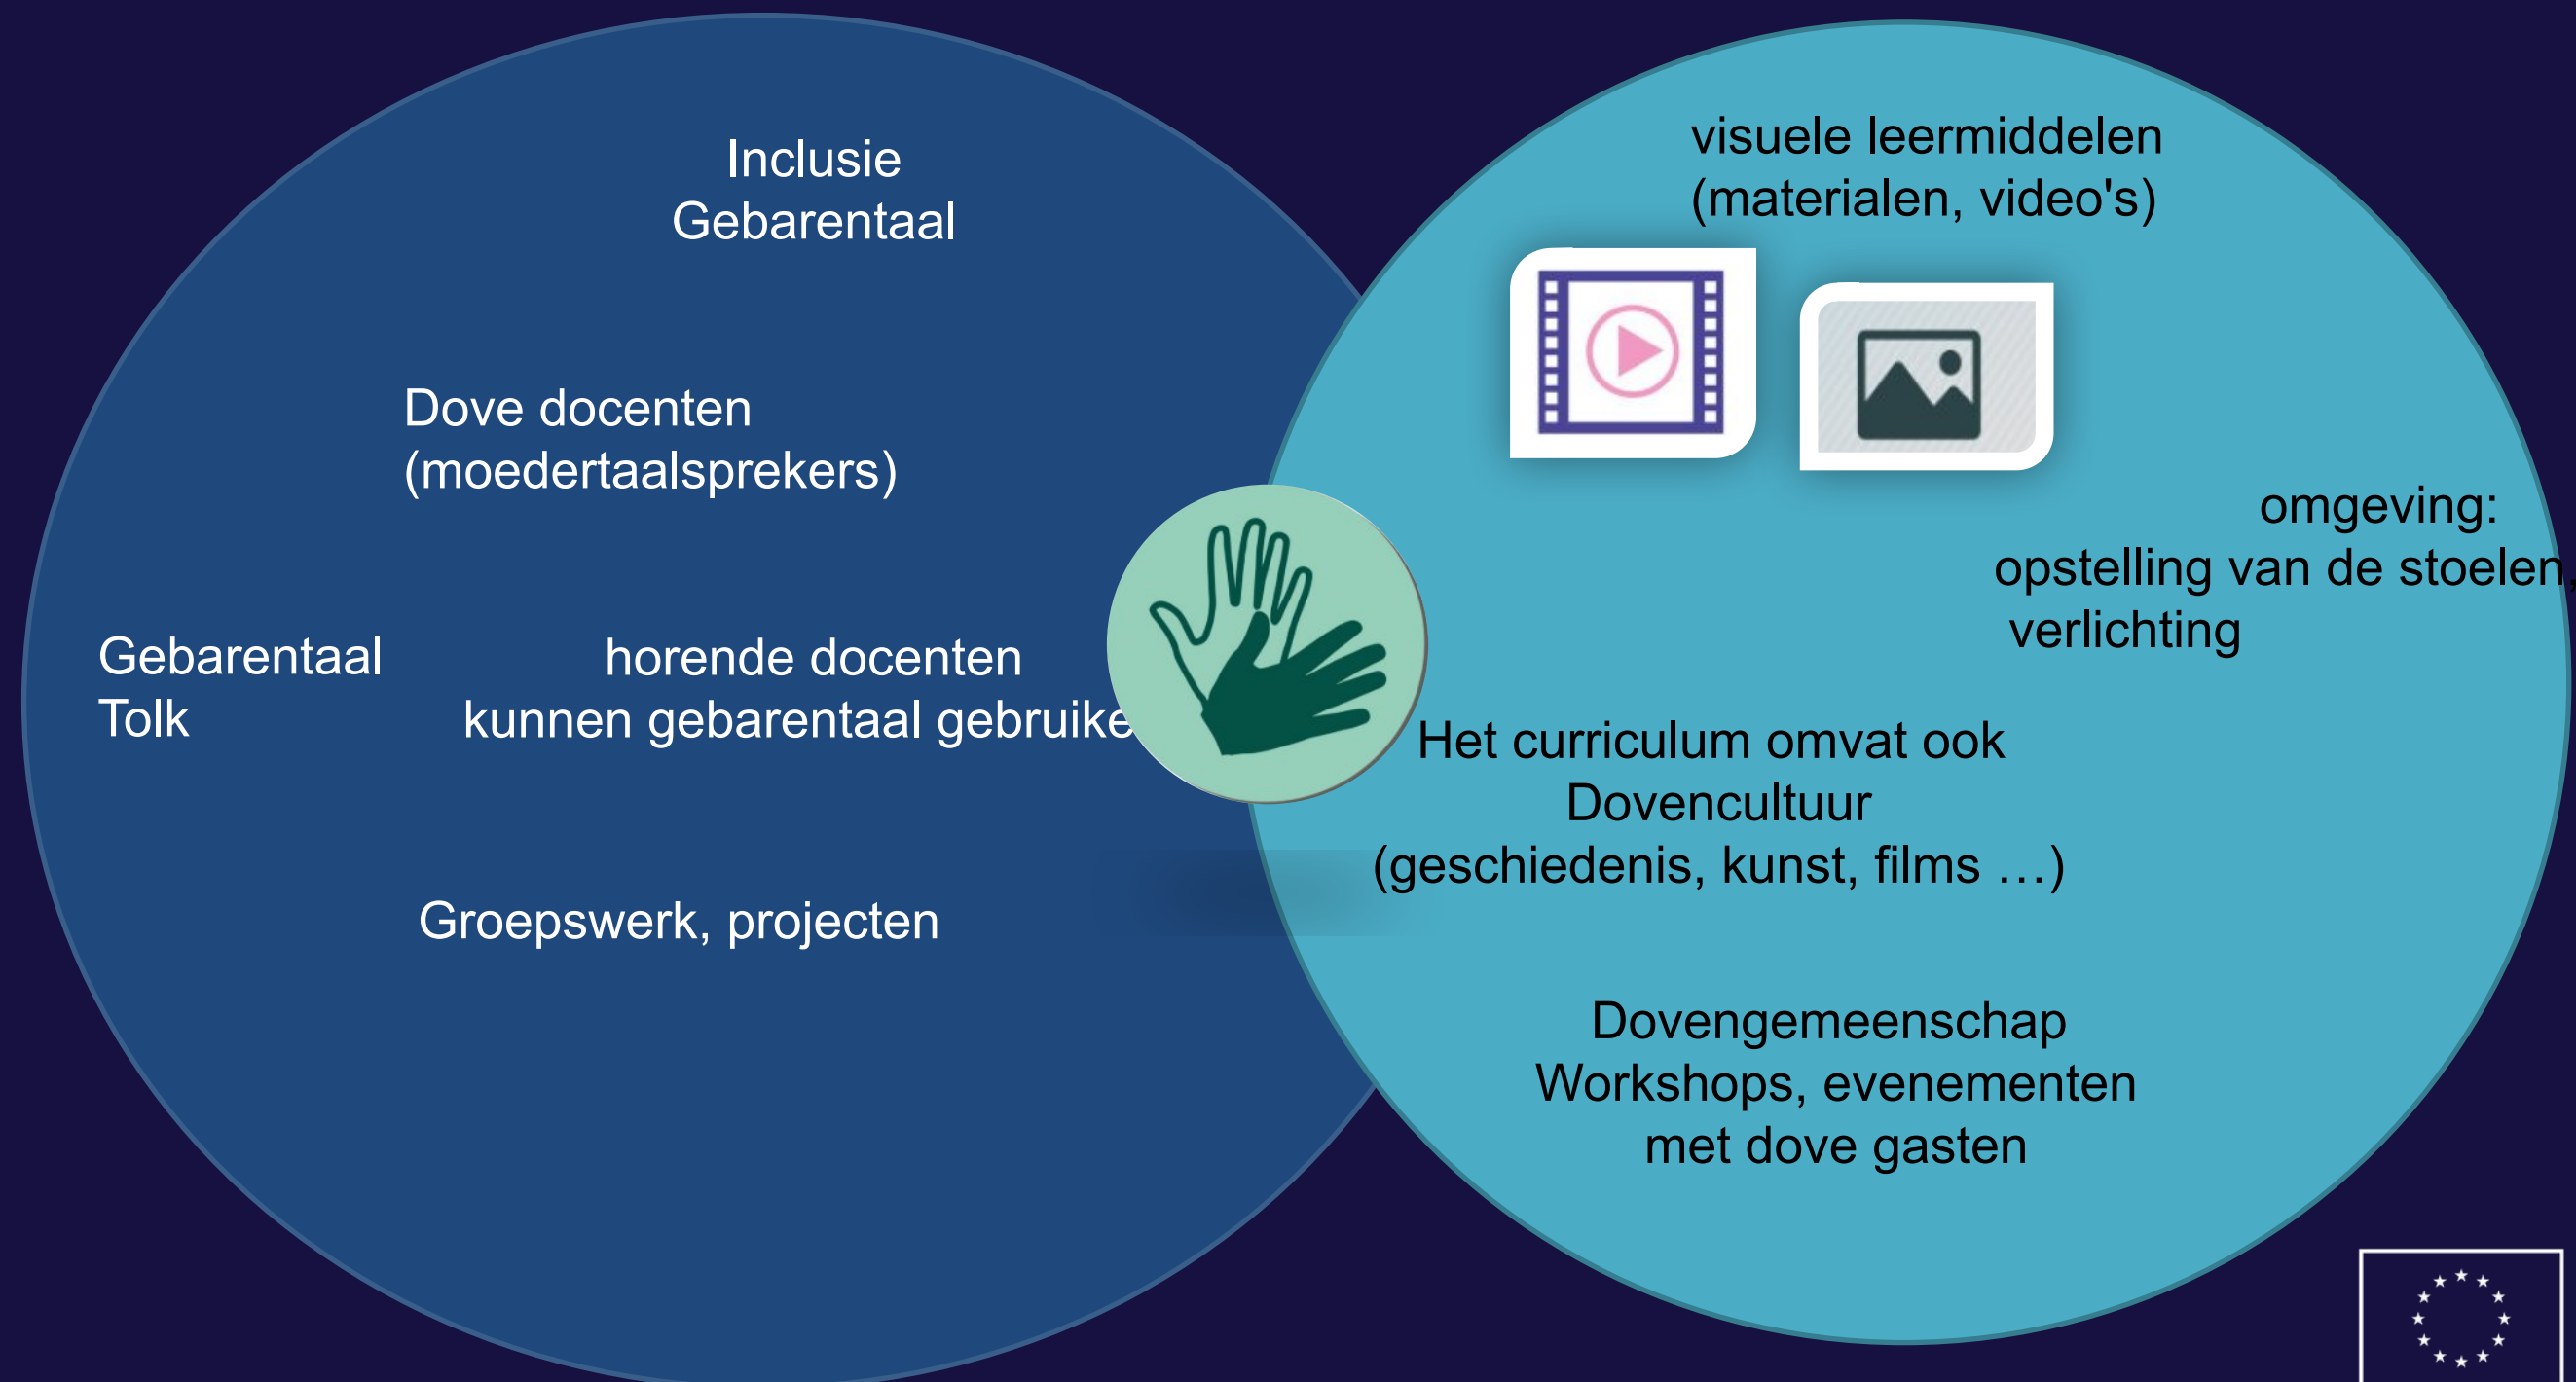 Inclusie
Gebarentaal
Dove docenten
(moedertaalsprekers)
Gebarentaal
Tolk
horende docenten
kunnen gebarentaal gebruike
Groepswerk, projecten
visuele leermiddelen
(materialen, video's)
omgeving:
opstelling van de stoelen,
verlichting
Het curriculum omvat ook
Dovencultuur
(geschiedenis, kunst, films …)
Dovengemeenschap
Workshops, evenementen
met dove gasten